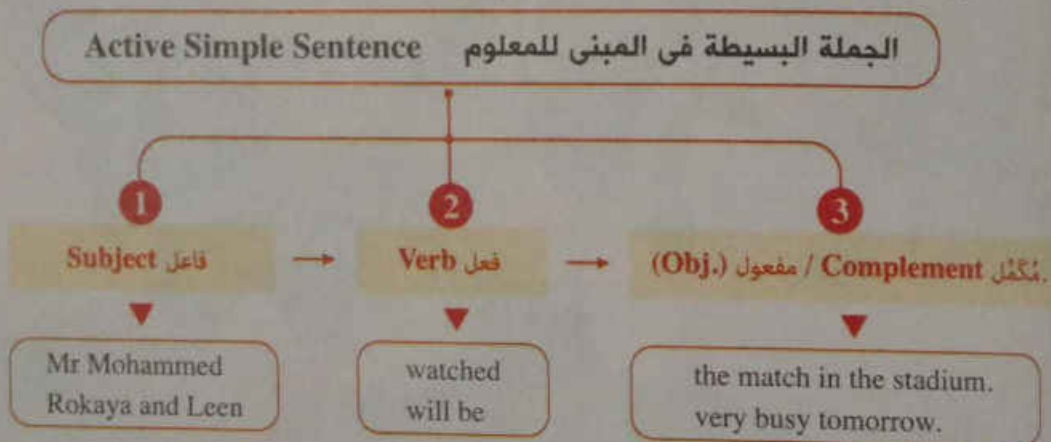 Active Simple Sentence الجملة البسيطة فى المبنى للمعلوم
1
2
3
Subject فاعل
Verb فعل
(Obj.) مفعول / Complement مُكَمِّل.
Mr Mohammed
Rokaya and Leen
watched
will be
the match in the stadium.
very busy tomorrow.